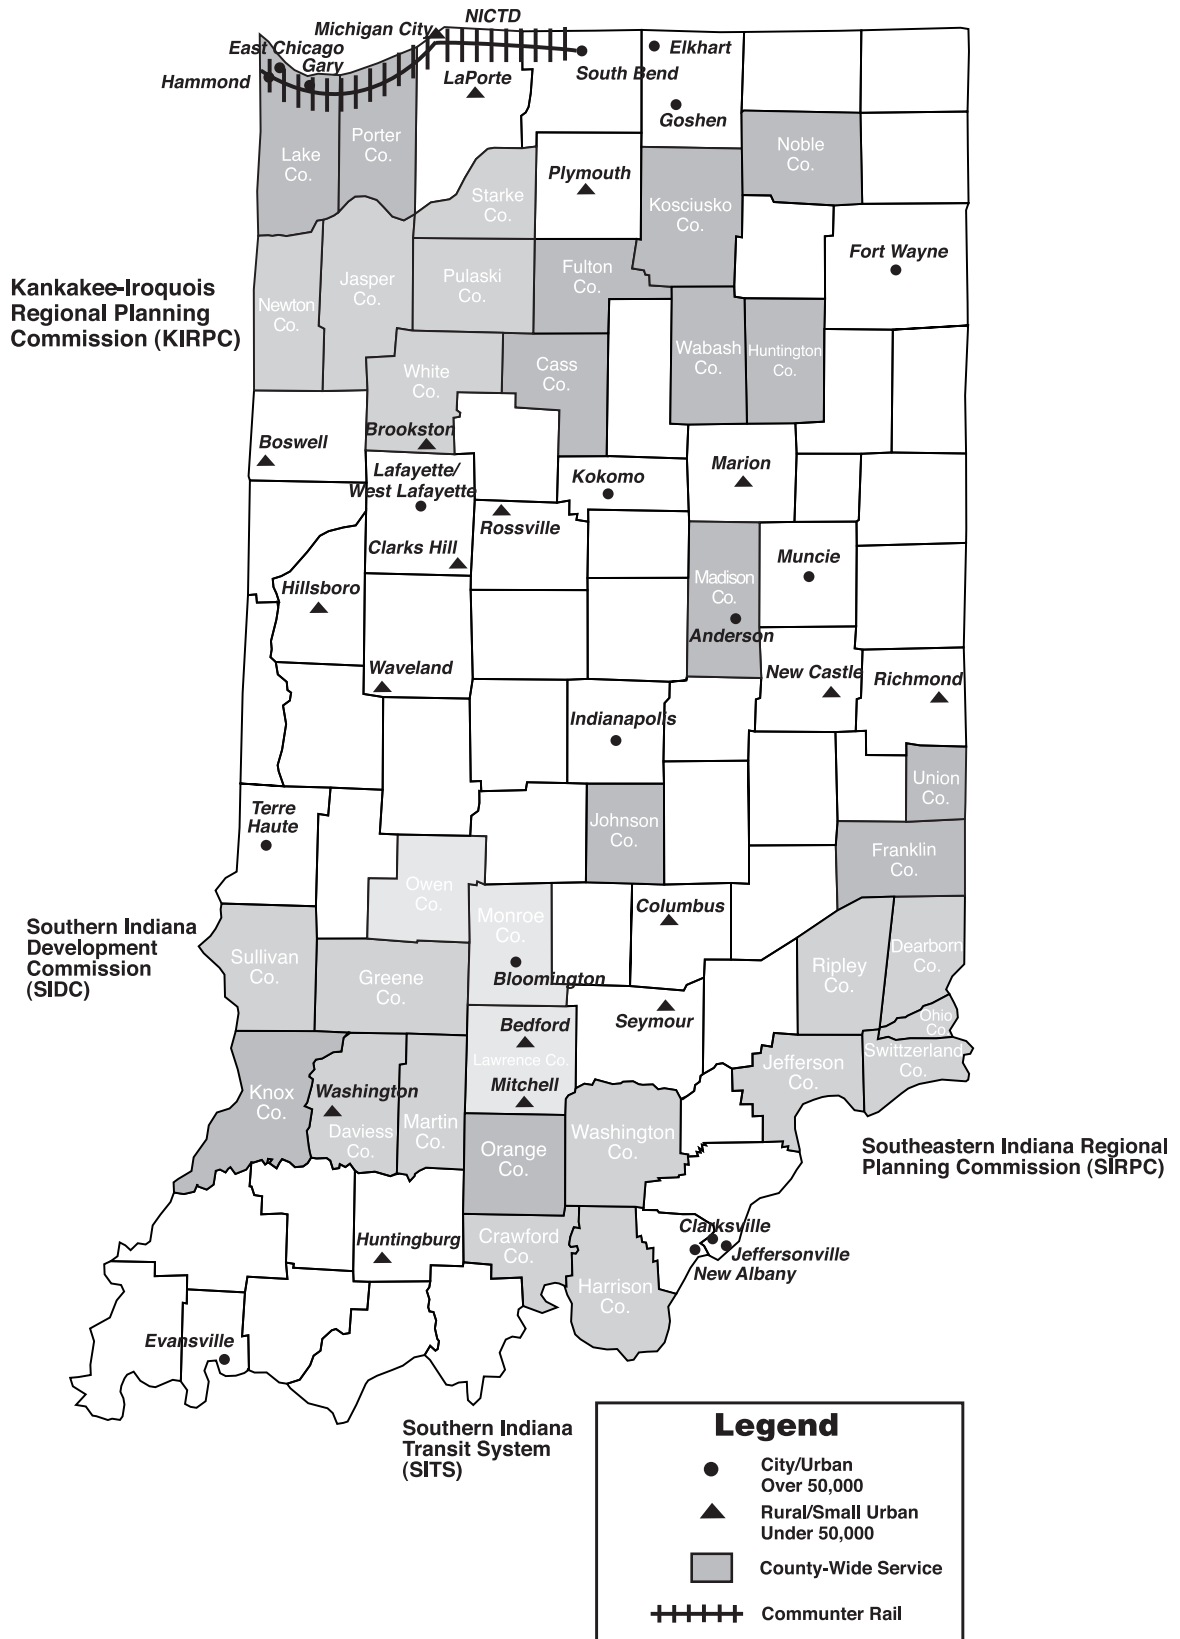 NICTD
Michigan City
East Chicago
Gary
Hammond
LaPorte
South Bend
Elkhart
Goshen
Lake
Co.
Porter
Co.
Starke
Co.
Plymouth
Kosciusko
Co.
Noble
Co.
Fort Wayne
Kankakee-Iroquois
Regional Planning
Commission (KIRPC)
Newton
Co.
Jasper
Co.
Pulaski
Co.
Fulton
Co.
White
Co.
Cass
Co.
Wabash
Co.
Huntington
Co.
Boswell
Brookston
Lafayette/
West Lafayette
Kokomo
Marion
Rossville
Clarks Hill
Hillsboro
Madison
Co.
Anderson
Muncie
Waveland
New Castle
Richmond
Indianapolis
Terre
Haute
Johnson
Co.
Union
Co.
Franklin
Co.
Owen
Co.
Monroe
Co.
Bloomington
Columbus
Southern Indiana
Development
Commission
(SIDC)
Sullivan
Co.
Greene
Co.
Ripley
Co.
Dearborn
Co.
Ohio
Co.
Bedford
Lawrence Co.
Mitchell
Seymour
Jefferson
Co.
Swittzerland
Co.
Knox
Co.
Washington
Daviess
Co.
Martin
Co.
Orange
Co.
Washington
Co.
Southeastern Indiana Regional
Planning Commission (SIRPC)
Huntingburg
Crawford
Co.
Harrison
Co.
Clarksville
Jeffersonville
New Albany
Evansville
Southern Indiana
Transit System
(SITS)
Legend
City/Urban
Over 50,000
Rural/Small Urban
Under 50,000
County-Wide Service
Communter Rail